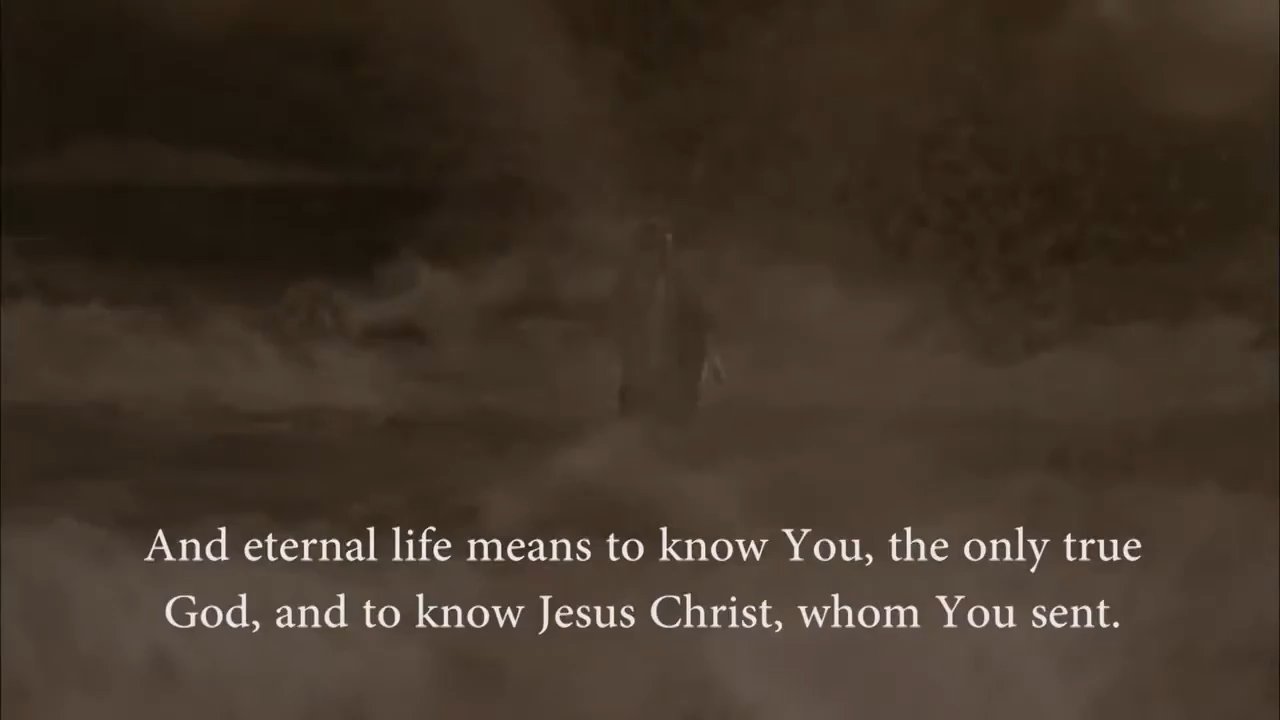 And eternal life means to know You, the only true
God, and to know Jesus Christ, whom You sent.